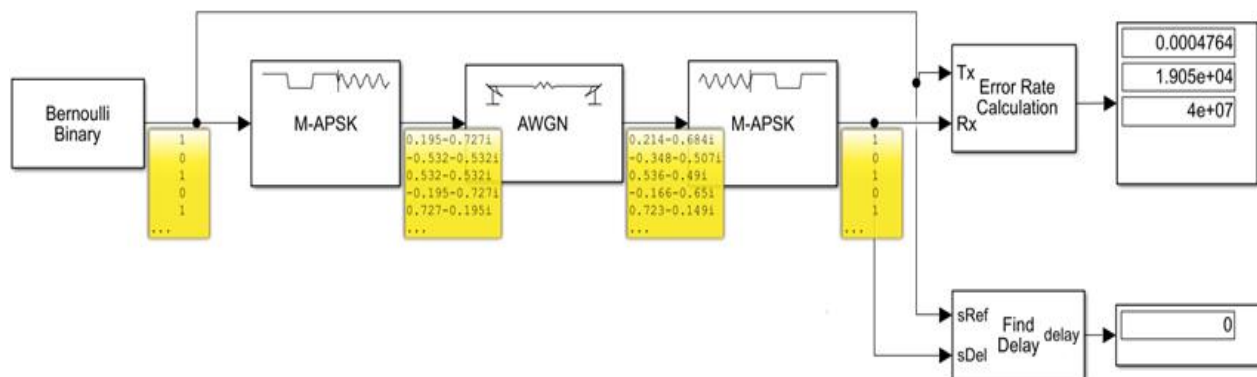 Bernoulli
Binary
1
0
1
0
1
...
M-APSK
0.195-0.727i
-0.532-0.532i
0.532-0.532i
-0.195-0.727i
0.727-0.195i
...
AWGN
0.214-0.684i
-0.348-0.507i
0.536-0.49i
-0.166-0.65i
0.723-0.149i
...
M-APSK
1
0
1
0
1
...
Tx
Rx
Error Rate
Calculation
0.0004764
1.905e+04
4e+07
sRef
sDel
Find
Delay
delay
0